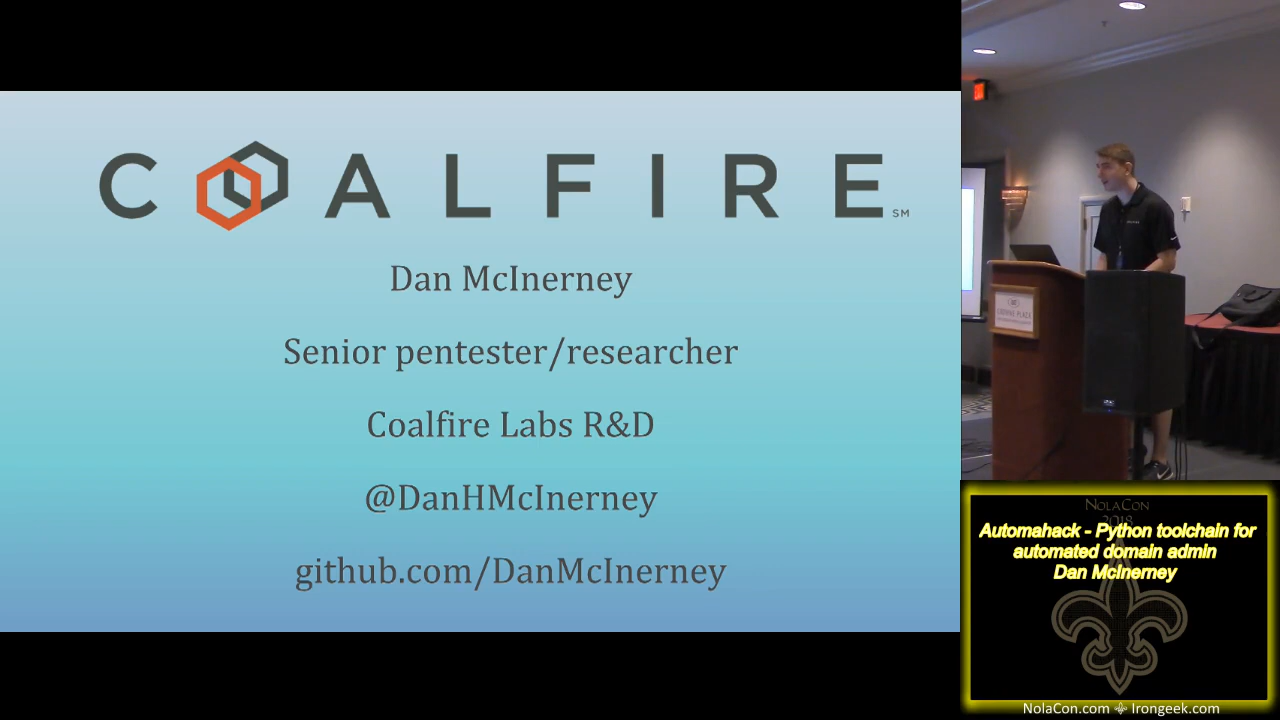 COALFIRE SM
Dan McInerney
Senior pentester/researcher
Coalfire Labs R&D
@DanHMcInerney
github.com/DanMcInerney
NOLACON
2018
Automahack - Python toolchain for
automated domain admin
Dan McInerney
NolaCon.com ⚜ Irongeek.com